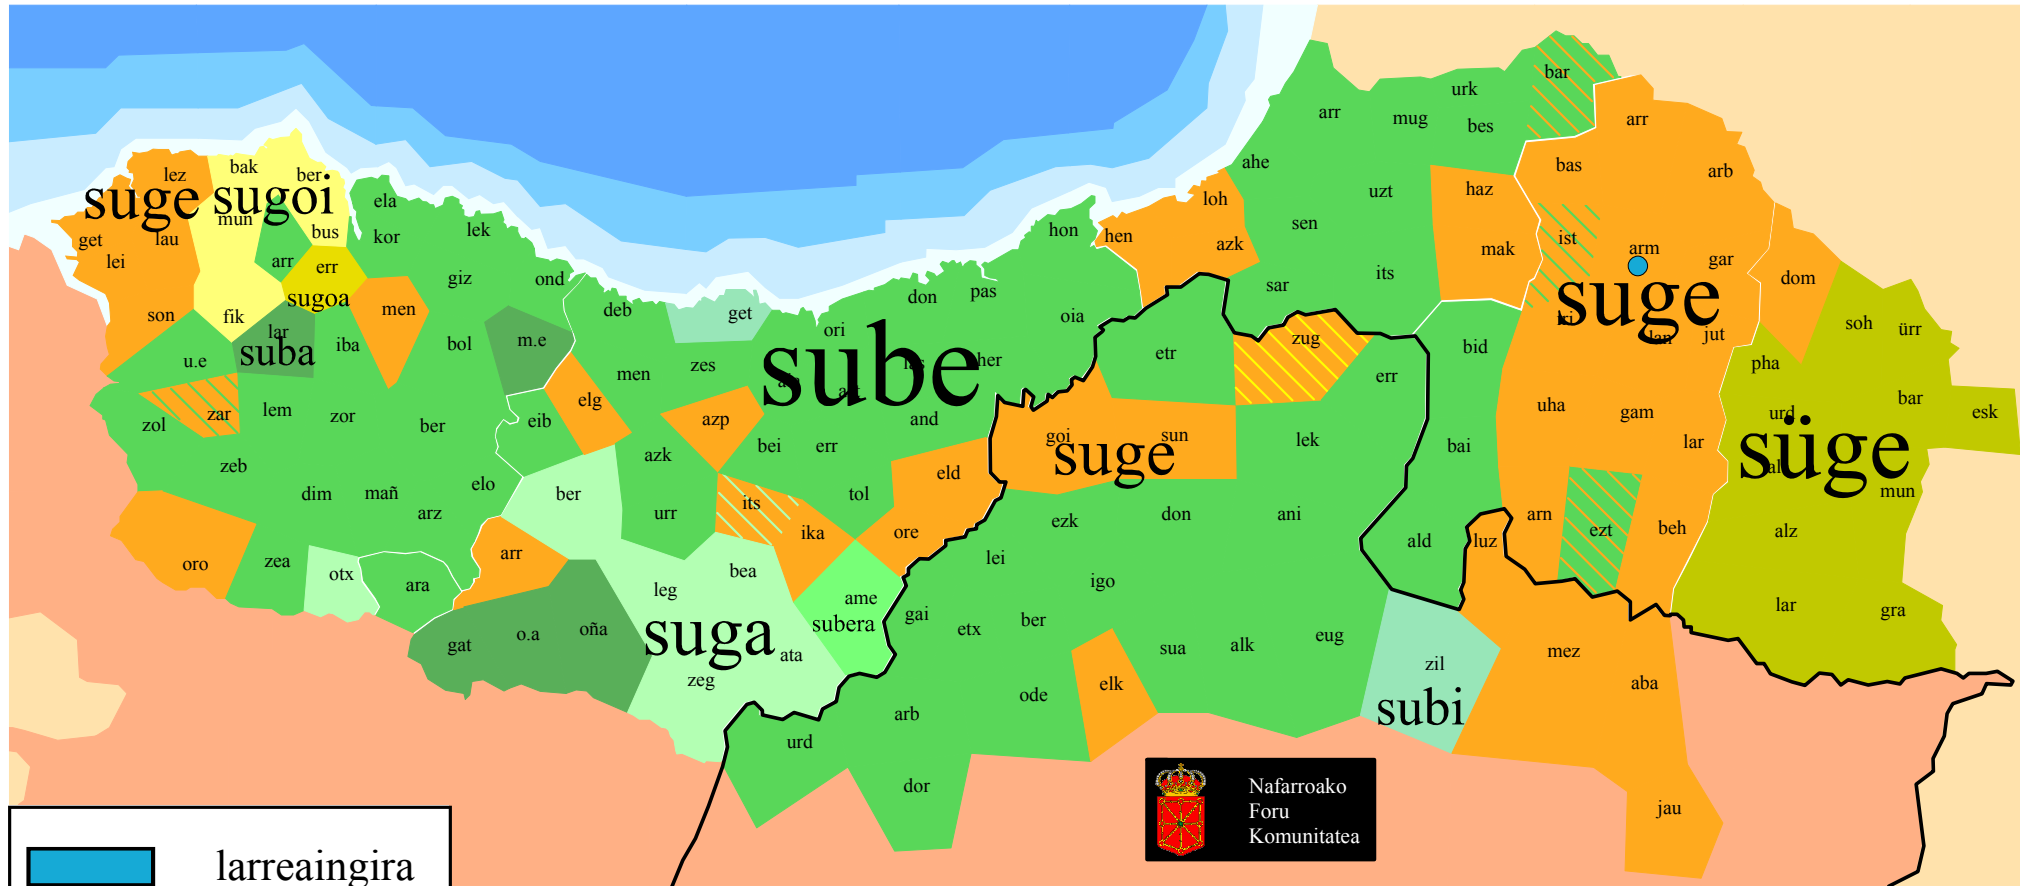 bar
urk
arr
mug
bes
arr
ahe
bas
arb
lez
bak
ber
suge
sugoi
ela
uzt
haz
loh
mun
bus
kor
lek
hon
hen
azk
sen
ist
arm
get
lau
lei
arr
err
giz
ond
its
mak
gar
dom
sugoa
men
don
pas
sar
suge
son
fik
lar
deb
get
ori
oia
iri
jut
soh
ürr
suba
iba
bol
m.e
etr
zug
bid
u.e
zes
sube
her
err
pha
men
zar
lem
zor
ber
elg
azp
and
uha
gam
bar
esk
urd
zol
eib
bei
err
goi
sun
suge
lek
bai
lar
süge
zeb
azk
eld
dim
mañ
elo
ber
its
tol
mun
arz
urr
ika
ore
ezk
don
ani
arn
ezt
beh
alz
oro
zea
otx
ara
arr
bea
lei
ald
luz
leg
ame
subera
igo
lar
gra
gat
o.a
oña
suga
ata
gai
etx
ber
sua
alk
eug
mez
zeg
zil
subi
aba
urd
arb
ode
elk
dor
jau
Nafarroako
Foru
Komunitatea
larreaingira